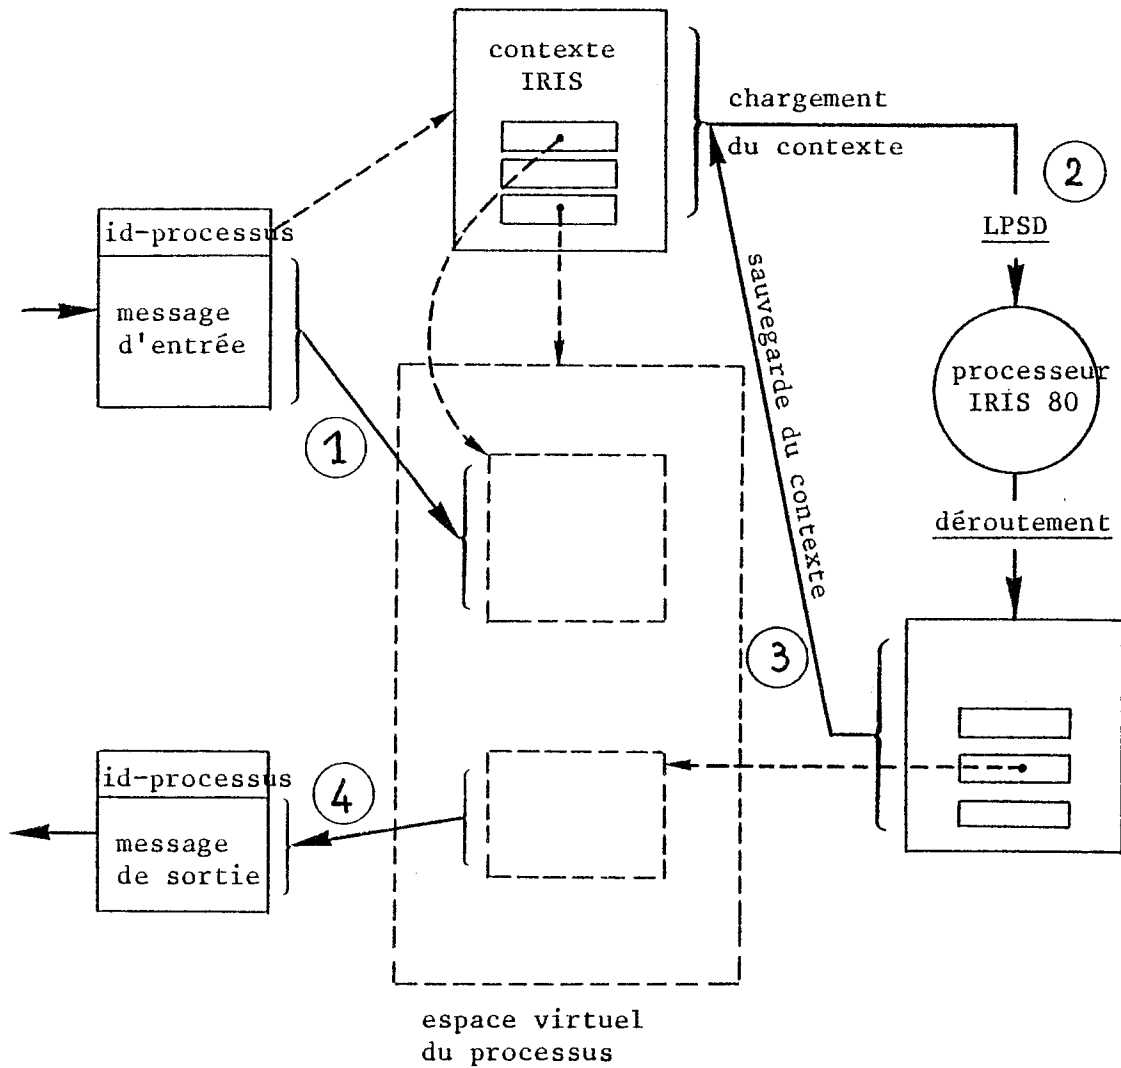 contexte
IRIS
chargement
du contexte
2
id-processus
LPSD
message
d'entrée
sauvegarde du contexte
processeur
IRIS 80
1
déroutement
3
id-processus
4
message
de sortie
espace virtuel
du processus